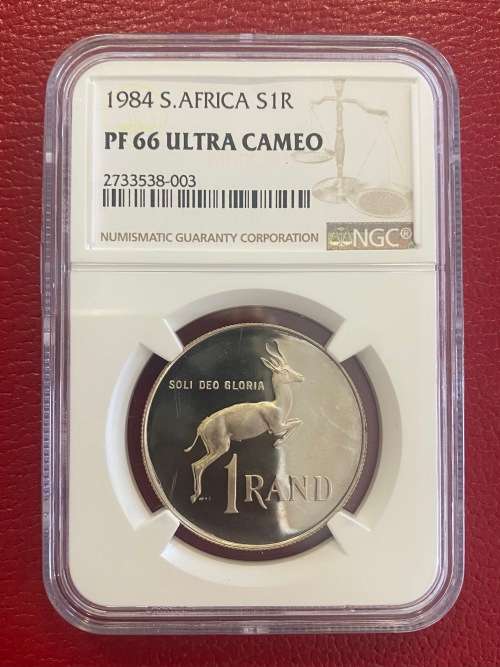 1984 S.AFRICA S1R
PF 66 ULTRA CAMEO
2733538-003
NUMISMATIC GUARANTY CORPORATION NGC®
SOLI DEO GLORIA
1 RAND